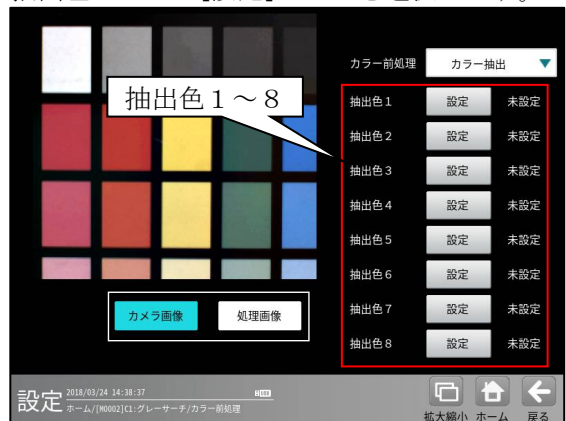 カラー前処理 カラー抽出 ▼
抽出色1～8
抽出色1 設定 未設定
抽出色2 設定 未設定
抽出色3 設定 未設定
抽出色4 設定 未設定
抽出色5 設定 未設定
抽出色6 設定 未設定
抽出色7 設定 未設定
抽出色8 設定 未設定
カメラ画像 処理画像
設定 2018/03/24 14:38:37
ホーム/[M0002]C1:グレーサーチ/カラー前処理
拡大縮小 ホーム 戻る